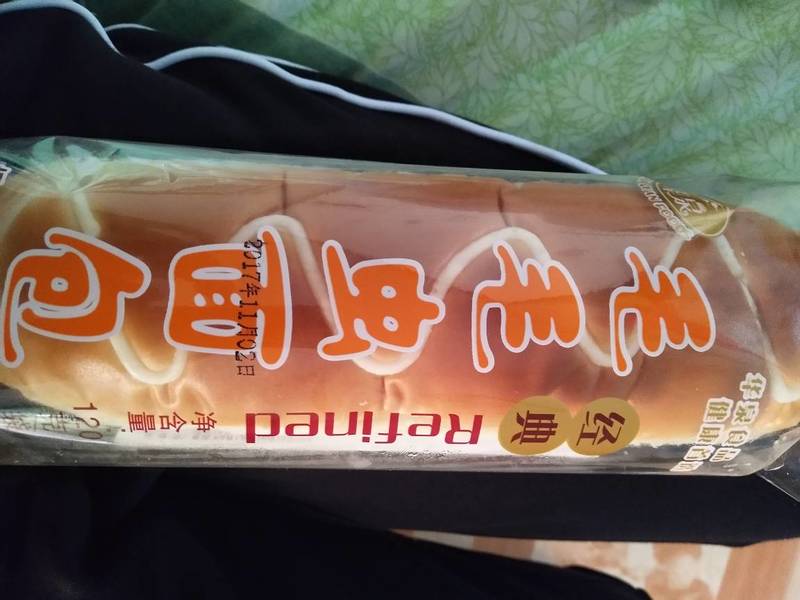 毛毛虫面包
2017年11月02日
经典
Refined
净含量
120